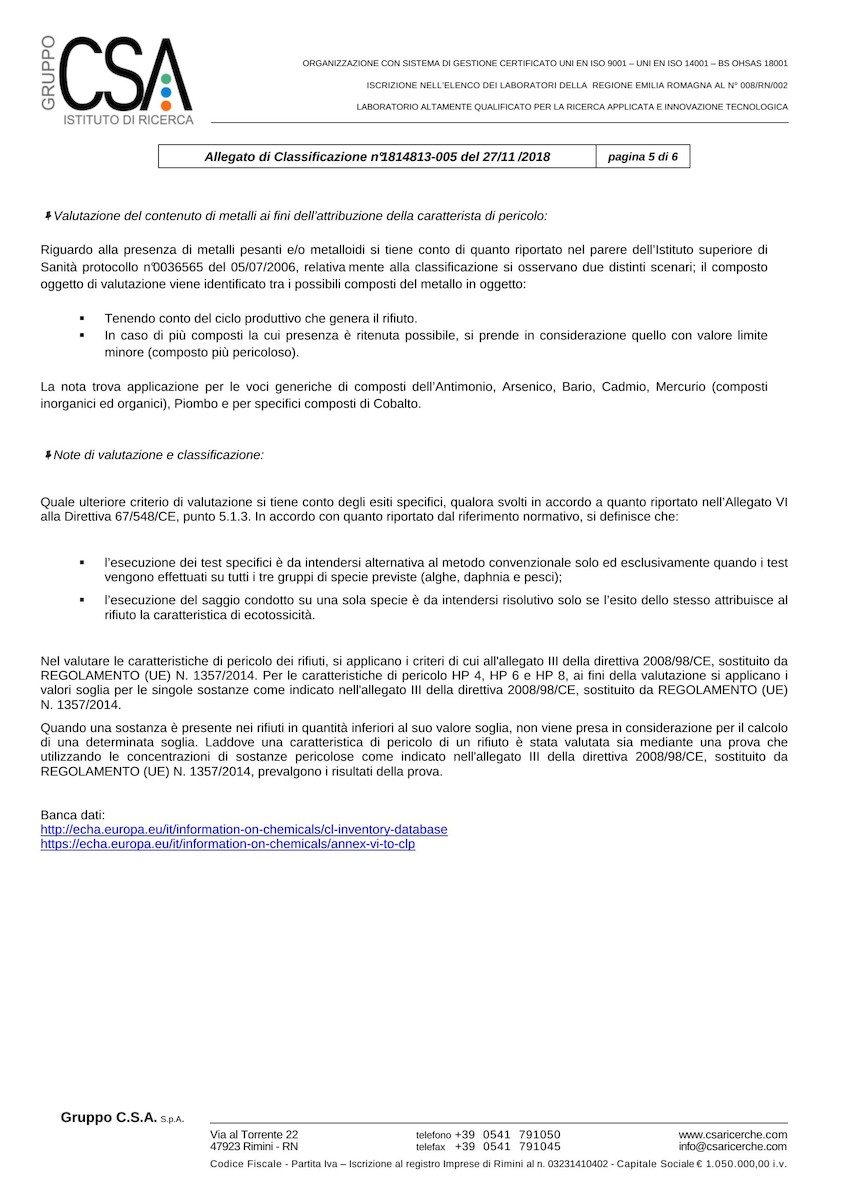 GRUPPO
CSA
ISTITUTO DI RICERCA
ORGANIZZAZIONE CON SISTEMA DI GESTIONE CERTIFICATO UNI EN ISO 9001 – UNI EN ISO 14001 – BS OHSAS 18001
ISCRIZIONE NELL'ELENCO DEI LABORATORI DELLA REGIONE EMILIA ROMAGNA AL N° 008/RN/002
LABORATORIO ALTAMENTE QUALIFICATO PER LA RICERCA APPLICATA E INNOVAZIONE TECNOLOGICA
Allegato di Classificazione n°1814813-005 del 27/11 /2018
pagina 5 di 6
Valutazione del contenuto di metalli ai fini dell'attribuzione della caratterista di pericolo:
Riguardo alla presenza di metalli pesanti e/o metalloidi si tiene conto di quanto riportato nel parere dell'Istituto superiore di
Sanità protocollo n°0036565 del 05/07/2006, relativa mente alla classificazione si osservano due distinti scenari; il composto
oggetto di valutazione viene identificato tra i possibili composti del metallo in oggetto:
▪ Tenendo conto del ciclo produttivo che genera il rifiuto.
▪ In caso di più composti la cui presenza è ritenuta possibile, si prende in considerazione quello con valore limite
minore (composto più pericoloso).
La nota trova applicazione per le voci generiche di composti dell'Antimonio, Arsenico, Bario, Cadmio, Mercurio (composti
inorganici ed organici), Piombo e per specifici composti di Cobalto.
Note di valutazione e classificazione:
Quale ulteriore criterio di valutazione si tiene conto degli esiti specifici, qualora svolti in accordo a quanto riportato nell'Allegato VI
alla Direttiva 67/548/CE, punto 5.1.3. In accordo con quanto riportato dal riferimento normativo, si definisce che:
▪ l'esecuzione dei test specifici è da intendersi alternativa al metodo convenzionale solo ed esclusivamente quando i test
vengono effettuati su tutti i tre gruppi di specie previste (alghe, daphnia e pesci);
▪ l'esecuzione del saggio condotto su una sola specie è da intendersi risolutivo solo se l'esito dello stesso attribuisce al
rifiuto la caratteristica di ecotossicità.
Nel valutare le caratteristiche di pericolo dei rifiuti, si applicano i criteri di cui all'allegato III della direttiva 2008/98/CE, sostituito da
REGOLAMENTO (UE) N. 1357/2014. Per le caratteristiche di pericolo HP 4, HP 6 e HP 8, ai fini della valutazione si applicano i
valori soglia per le singole sostanze come indicato nell'allegato III della direttiva 2008/98/CE, sostituito da REGOLAMENTO (UE)
N. 1357/2014.
Quando una sostanza è presente nei rifiuti in quantità inferiori al suo valore soglia, non viene presa in considerazione per il calcolo
di una determinata soglia. Laddove una caratteristica di pericolo di un rifiuto è stata valutata sia mediante una prova che
utilizzando le concentrazioni di sostanze pericolose come indicato nell'allegato III della direttiva 2008/98/CE, sostituito da
REGOLAMENTO (UE) N. 1357/2014, prevalgono i risultati della prova.
Banca dati:
http://echa.europa.eu/it/information-on-chemicals/cl-inventory-database
https://echa.europa.eu/it/information-on-chemicals/annex-vi-to-clp
Gruppo C.S.A. S.p.A.
Via al Torrente 22 telefono +39 0541 791050 www.csaricerche.com
47923 Rimini - RN telefax +39 0541 791045 info@csaricerche.com
Codice Fiscale - Partita Iva – Iscrizione al registro Imprese di Rimini al n. 03231410402 - Capitale Sociale € 1.050.000,00 i.v.